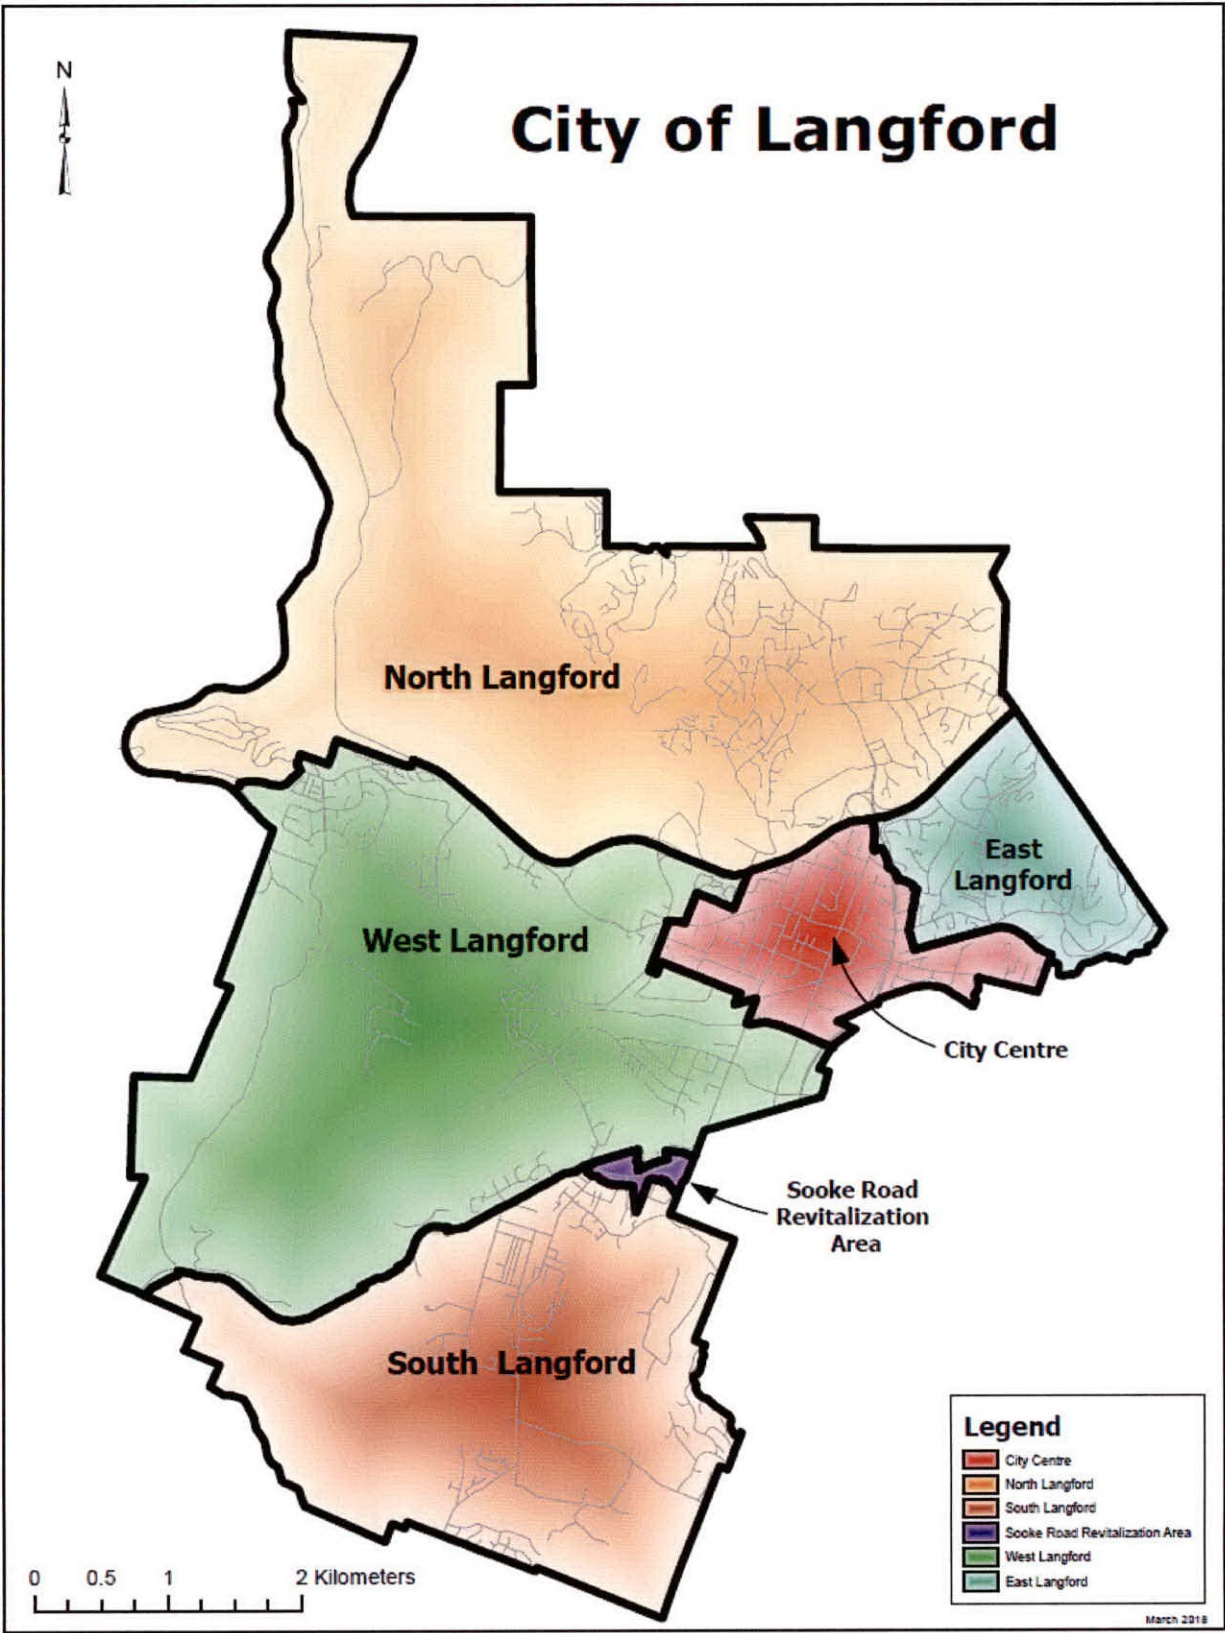 N
City of Langford
North Langford
East
Langford
West Langford
City Centre
Sooke Road
Revitalization
Area
South Langford
Legend
City Centre
North Langford
South Langford
Sooke Road Revitalization Area
West Langford
East Langford
0 0.5 1 2 Kilometers
March 2018